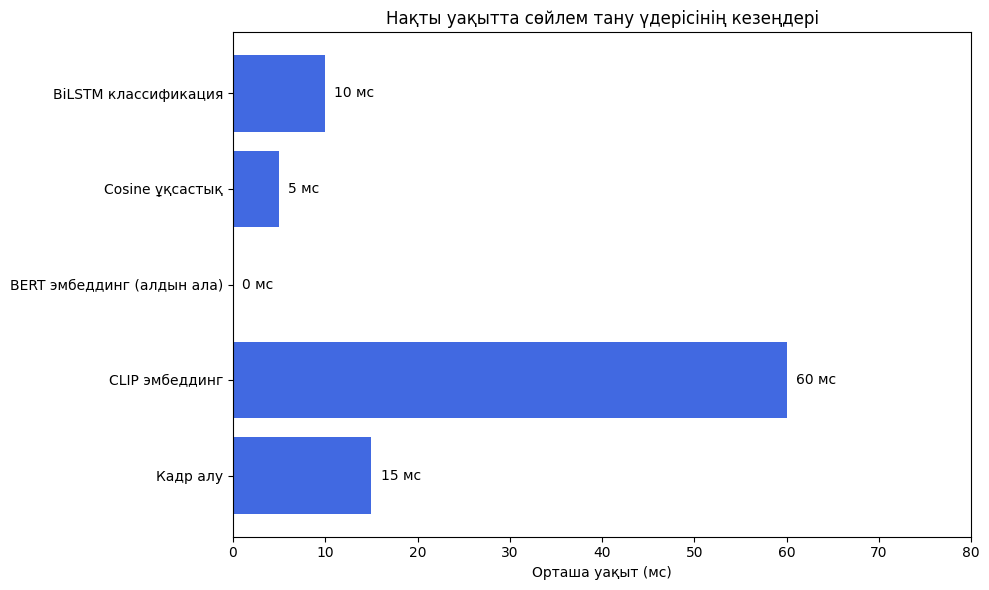 Нақты уақытта сөйлем тану үдерісінің кезеңдері
BiLSTM классификация
10 мс
Cosine ұқсастық
5 мс
BERT эмбеддинг (алдын ала)
0 мс
CLIP эмбеддинг
60 мс
Кадр алу
15 мс
0 10 20 30 40 50 60 70 80
Орташа уақыт (мс)